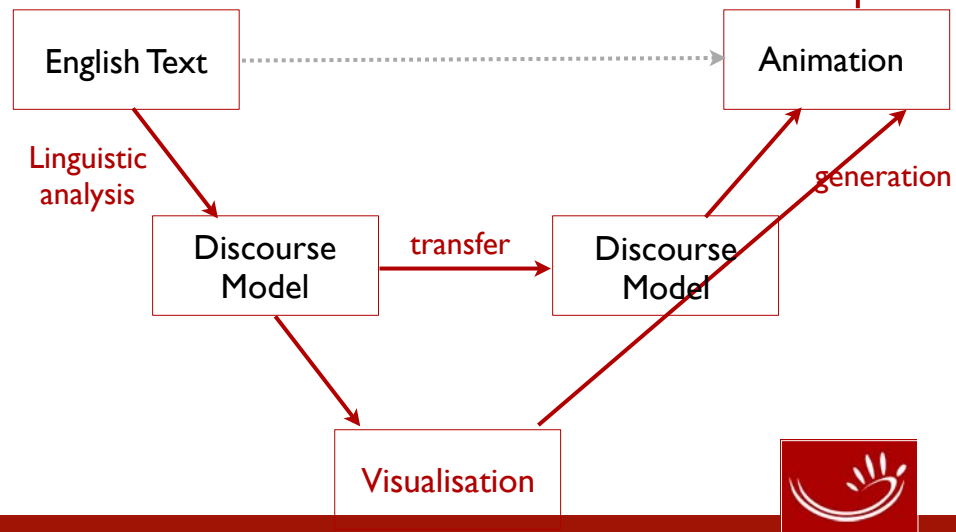 English Text
Animation
Linguistic
analysis
generation
Discourse
Model
transfer
Discourse
Model
Visualisation